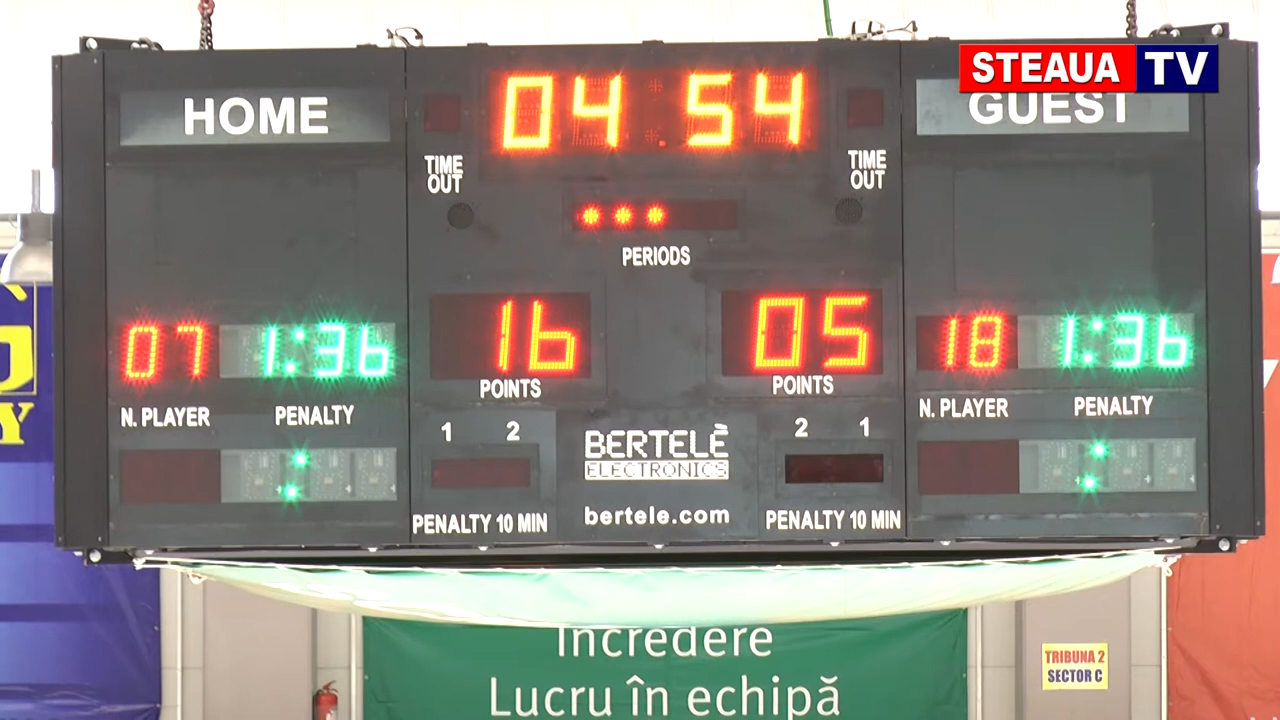 STEAUA TV
HOME
04 54
GUEST
TIME OUT
TIME OUT
PERIODS
07 1:36
16
05
18 1:36
N. PLAYER PENALTY
POINTS
POINTS
N. PLAYER PENALTY
1 2
BERTELÈ
ELECTRONICS
2 1
PENALTY 10 MIN
bertele.com
PENALTY 10 MIN
Încredere
Lucru în echipă
TRIBUNA 2
SECTOR C